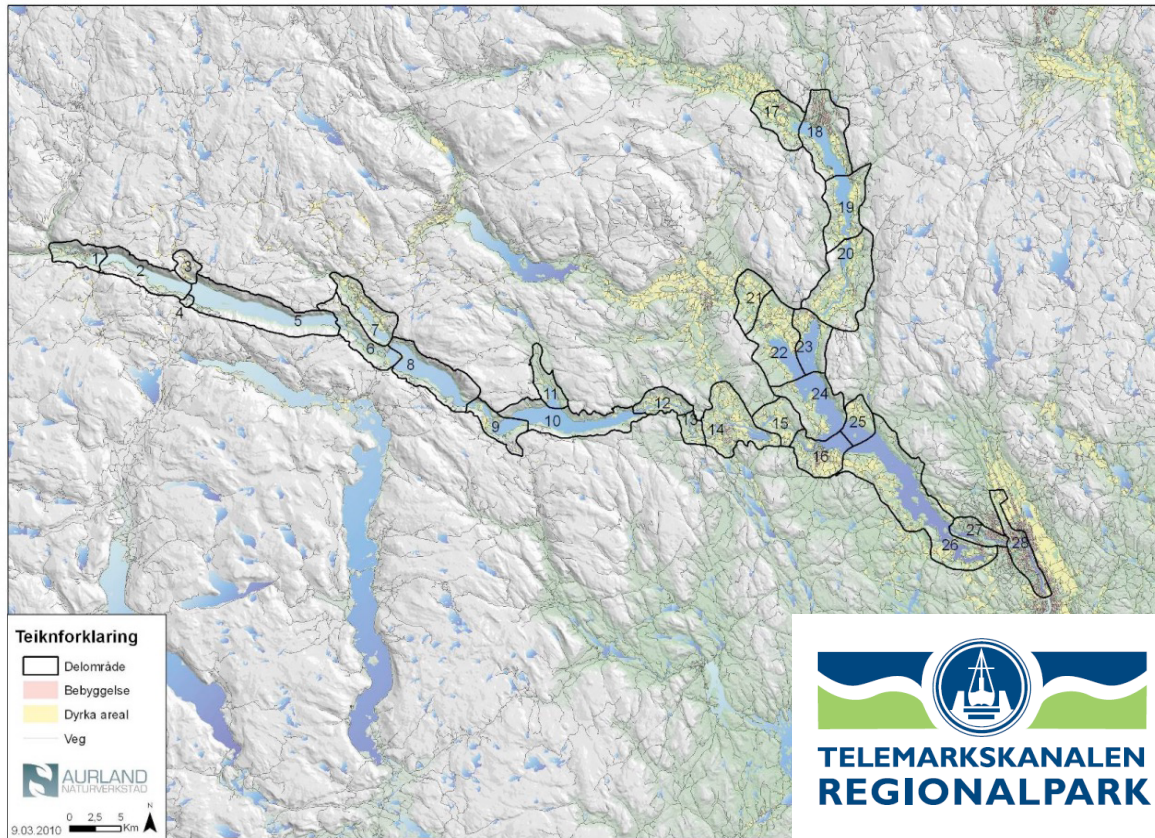 17
18
19
20
1
2
3
4
5
21
7
6
8
22
23
24
11
12
10
9
13
14
15
25
16
27
26
28
Teiknforklaring
Delområde
Bebyggelse
Dyrka areal
Veg
AURLAND
NATURVERKSTAD
N
0 2,5 5
Km
9.03.2010
TELEMARKSKANALEN
REGIONALPARK